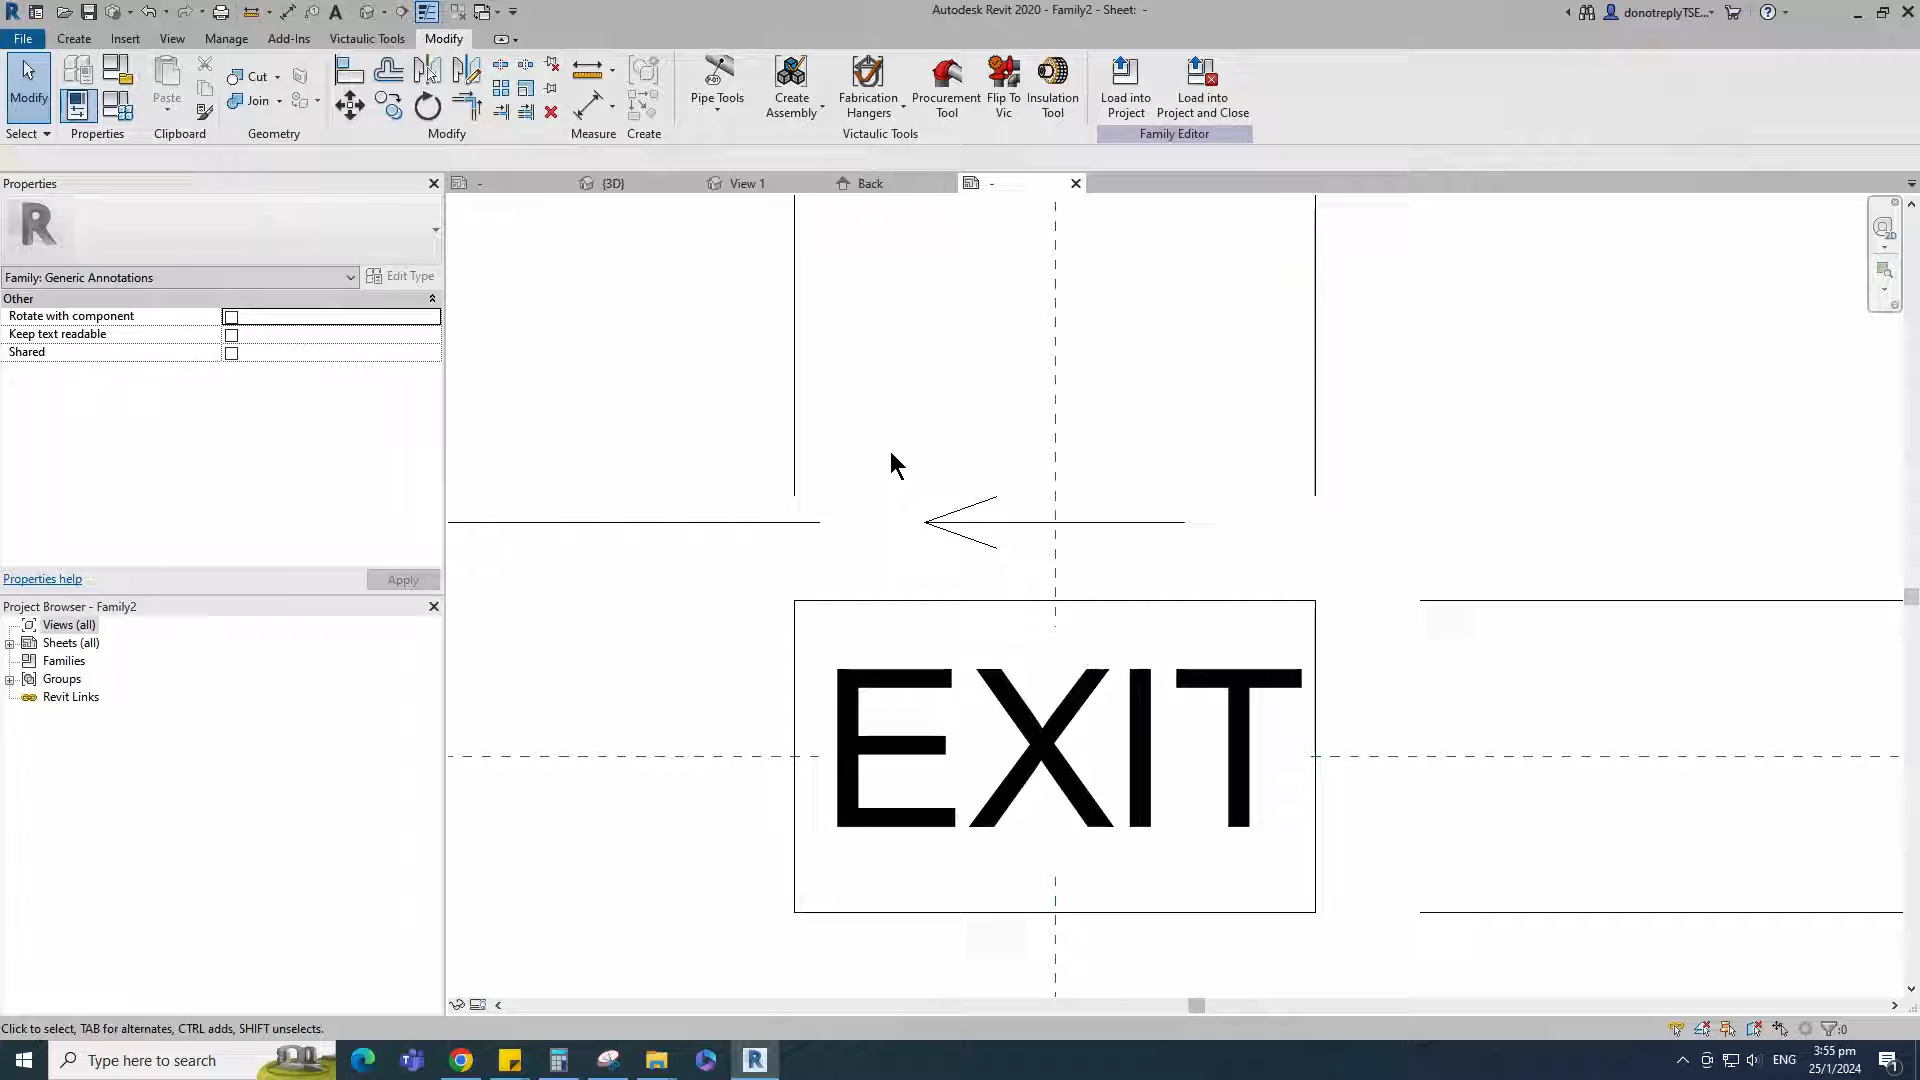 Autodesk Revit 2020 - Family2 - Sheet: -
donotreplyTSE...
File Create Insert View Manage Add-Ins Victaulic Tools Modify
Modify
Select
Properties
Paste
Clipboard
Cut
Join
Geometry
Modify
Measure
Create
Pipe Tools
Create Assembly
Fabrication Hangers
Procurement Tool
Flip To Vic
Insulation Tool
Victaulic Tools
Load into Project
Load into Project and Close
Family Editor
Properties
- {3D} View 1 Back -
Family: Generic Annotations
Edit Type
Other
Rotate with component
Keep text readable
Shared
Properties help
Apply
Project Browser - Family2
Views (all)
Sheets (all)
Families
Groups
Revit Links
EXIT
Click to select, TAB for alternates, CTRL adds, SHIFT unselects.
:0
Type here to search
ENG
3:55 pm
25/1/2024